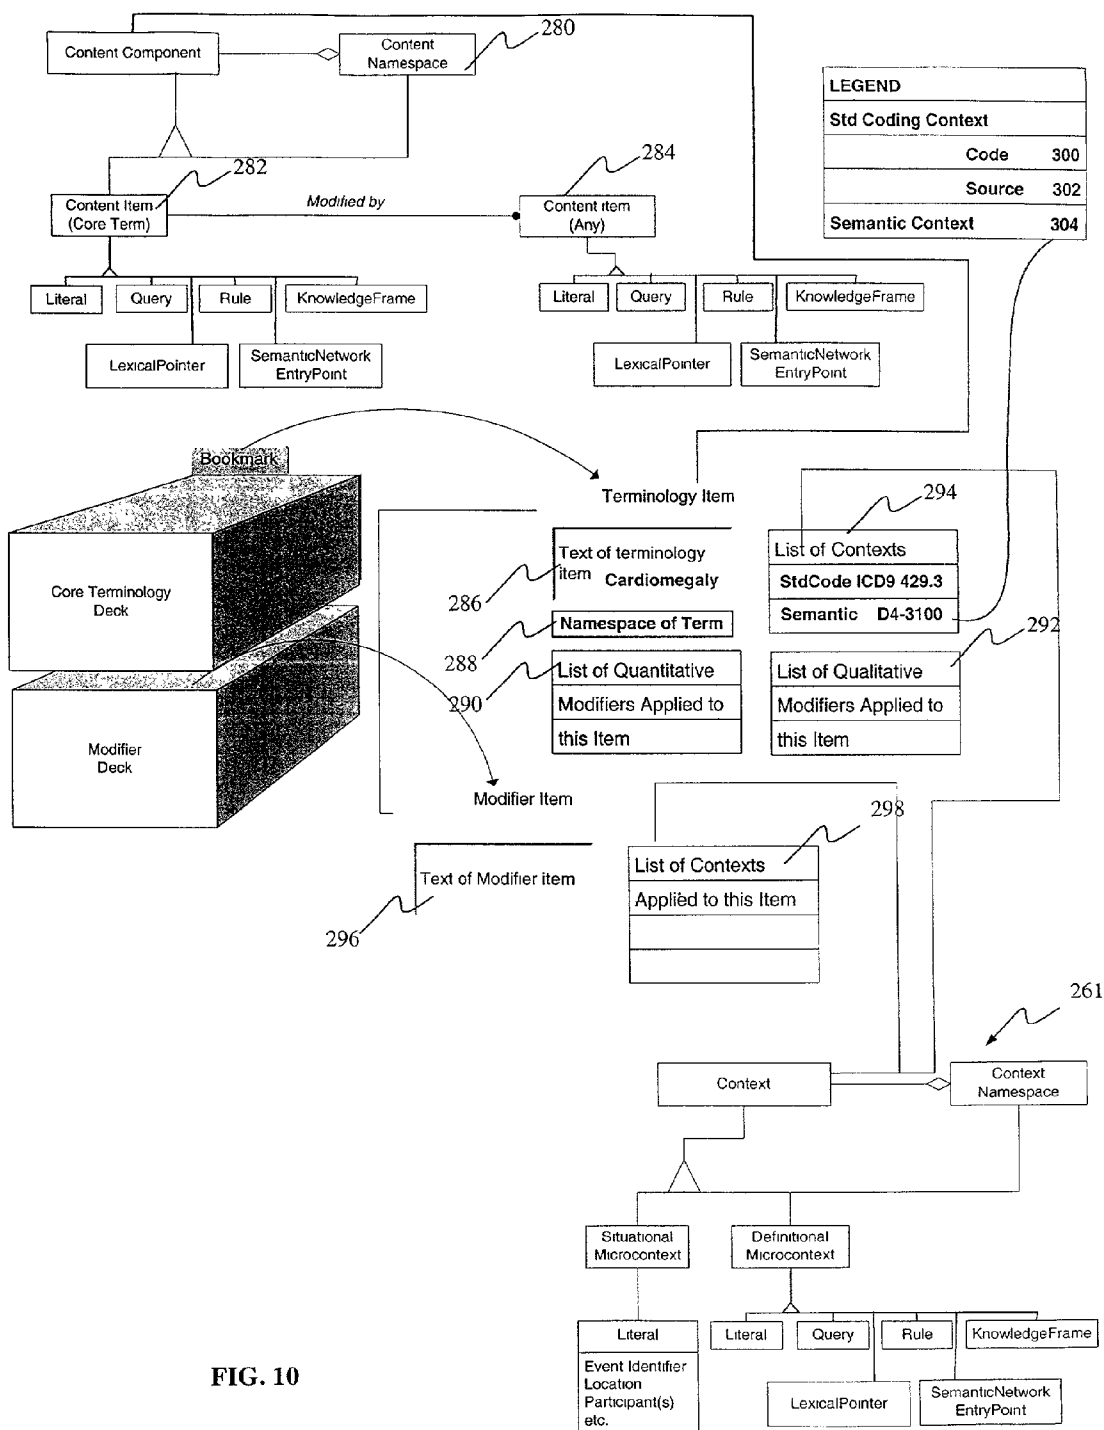 280
Content Component
Content
Namespace
LEGEND
Std Coding Context
Code 300
Source 302
Semantic Context 304
282
284
Content Item
(Core Term)
Modified by
Content item
(Any)
Literal
Query
Rule
KnowledgeFrame
LexicalPointer
SemanticNetwork
EntryPoint
Literal
Query
Rule
KnowledgeFrame
LexicalPointer
SemanticNetwork
EntryPoint
Bookmark
Core Terminology
Deck
Modifier
Deck
Terminology Item
294
Text of terminology
item Cardiomegaly
286
List of Contexts
StdCode ICD9 429.3
Semantic D4-3100
Namespace of Term
288
292
290
List of Quantitative
Modifiers Applied to
this Item
List of Qualitative
Modifiers Applied to
this Item
Modifier Item
298
Text of Modifier item
296
List of Contexts
Applied to this Item
261
Context
Context
Namespace
Situational
Microcontext
Definitional
Microcontext
Literal
Event Identifier
Location
Participant(s)
etc.
Literal
Query
Rule
KnowledgeFrame
LexicalPointer
SemanticNetwork
EntryPoint
FIG. 10